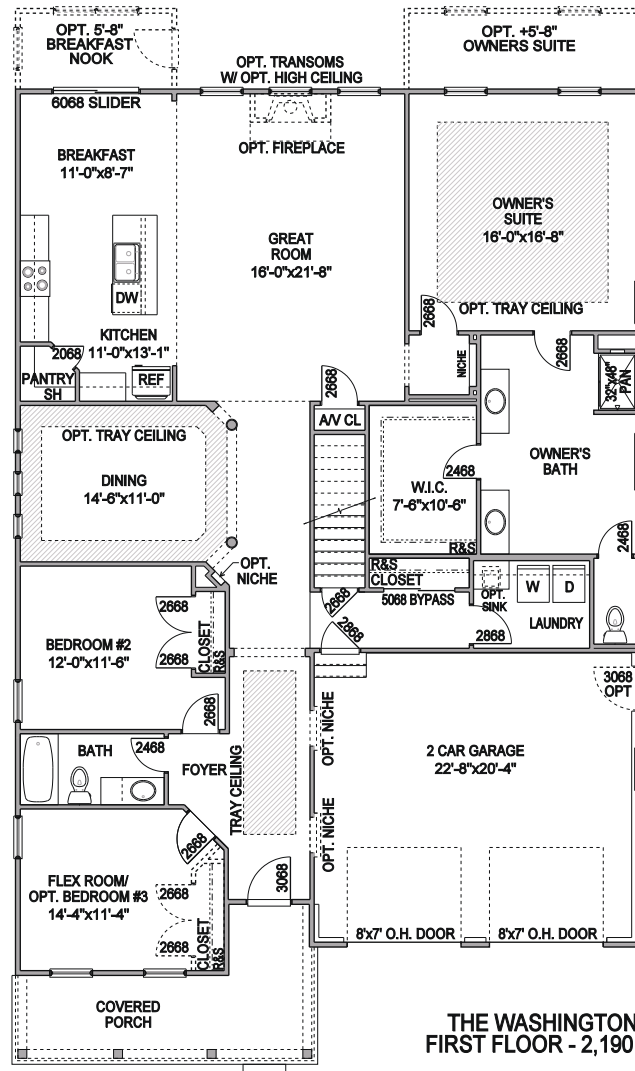 OPT. 5'-8"
BREAKFAST
NOOK
OPT. TRANSOMS
W/ OPT. HIGH CEILING
OPT. +5'-8"
OWNERS SUITE
6068 SLIDER
BREAKFAST
11'-0"x8'-7"
OPT. FIREPLACE
GREAT
ROOM
16'-0"x21'-8"
OWNER'S
SUITE
16'-0"x16'-8"
OPT. TRAY CEILING
DW
KITCHEN
11'-0"x13'-1"
2068
PANTRY
SH
REF
2668
2668
NICHE
2668
32"x48"
PAN
A/V CL
OPT. TRAY CEILING
DINING
14'-6"x11'-0"
W.I.C.
7'-6"x10'-6"
2468
R&S
OWNER'S
BATH
2468
OPT.
NICHE
R&S
CLOSET
5068 BYPASS
OPT.
SINK
W
D
LAUNDRY
2868
2668
2868
BEDROOM #2
12'-0"x11'-6"
2668
2668
CLOSET
R&S
2668
BATH
2468
FOYER
TRAY CEILING
OPT. NICHE
OPT. NICHE
2 CAR GARAGE
22'-8"x20'-4"
3068
OPT
2668
FLEX ROOM/
OPT. BEDROOM #3
14'-4"x11'-4"
2668
2668
CLOSET
R&S
3068
8'x7' O.H. DOOR
8'x7' O.H. DOOR
COVERED
PORCH
THE WASHINGTON
FIRST FLOOR - 2,190